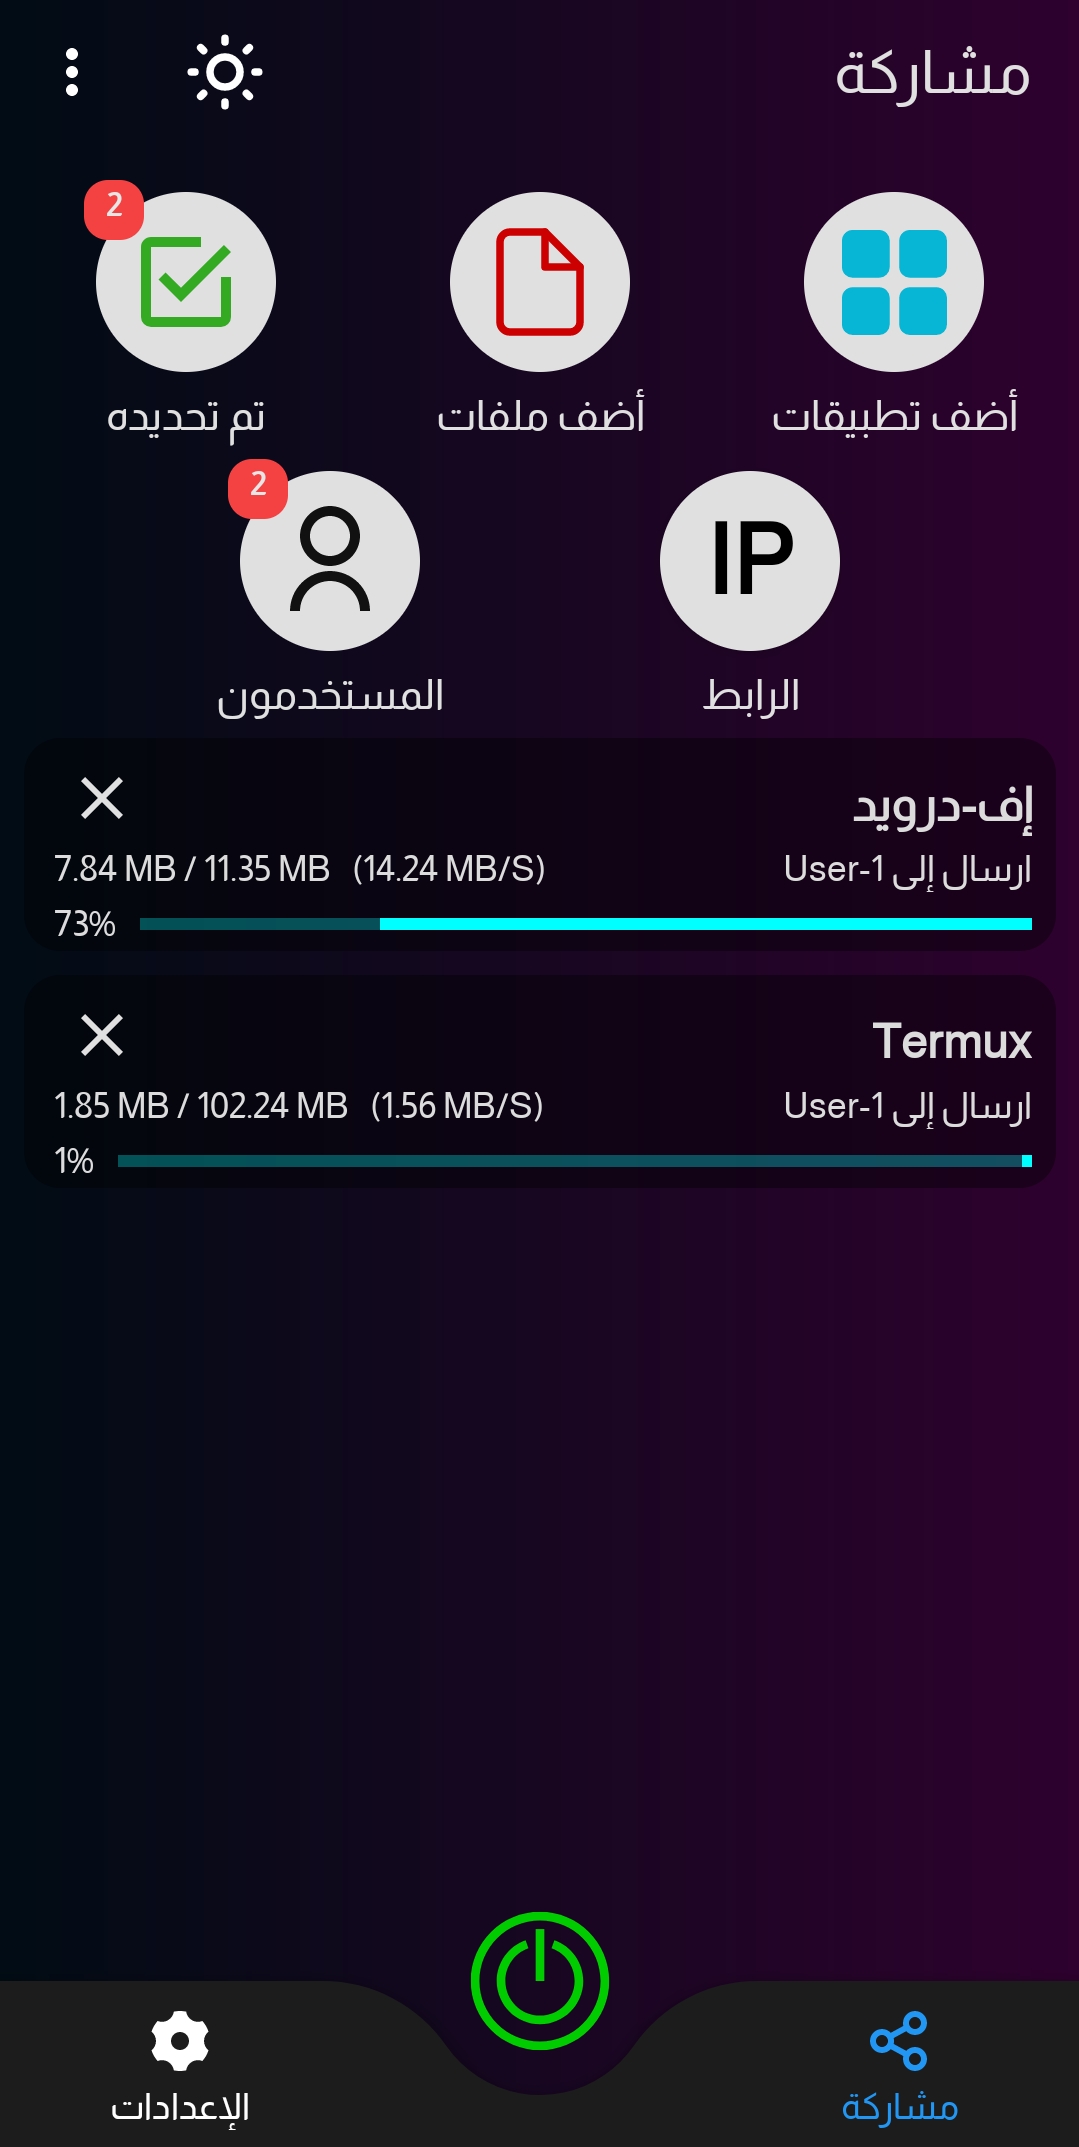 مشاركة
أضف تطبيقات
أضف ملفات
2
تم تحديده
IP
الرابط
2
المستخدمون
إف-درويد
ارسال إلى User-1
7.84 MB / 11.35 MB (14.24 MB/S)
73%
Termux
ارسال إلى User-1
1.85 MB / 102.24 MB (1.56 MB/S)
1%
مشاركة
الإعدادات